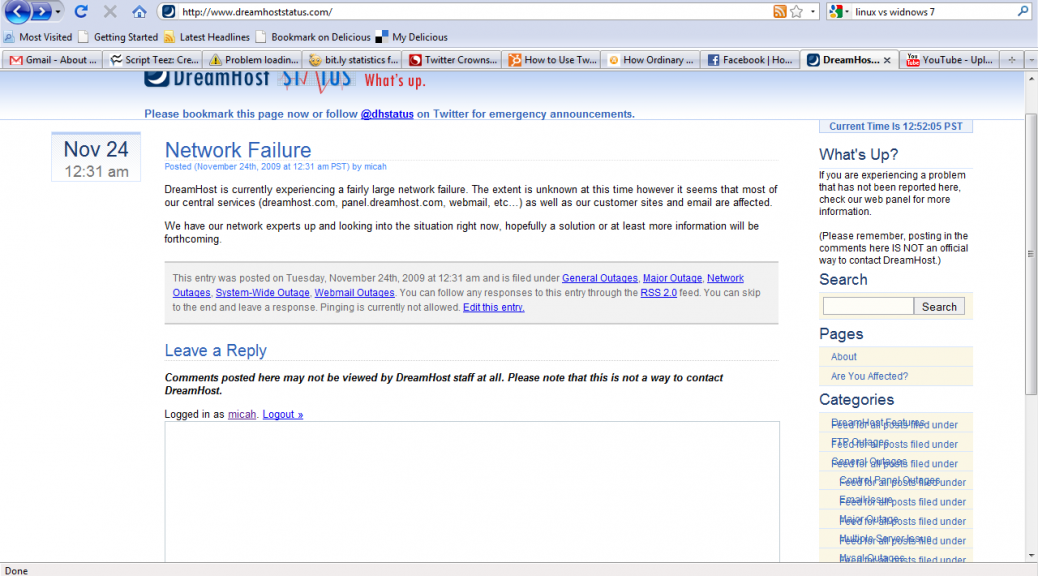 http://www.dreamhoststatus.com/
linux vs widnows 7
Most Visited Getting Started Latest Headlines Bookmark on Delicious My Delicious
Gmail - About ... Script Teez: Cre... Problem loadin... bit.ly statistics f... Twitter Crowns... How to Use Tw... How Ordinary ... Facebook | Ho... DreamHos... YouTube - Upl...
DreamHost STATUS What's up.
Please bookmark this page now or follow @dhstatus on Twitter for emergency announcements.
Nov 24
12:31 am
Network Failure
Posted (November 24th, 2009 at 12:31 am PST) by micah
DreamHost is currently experiencing a fairly large network failure. The extent is unknown at this time however it seems that most of
our central services (dreamhost.com, panel.dreamhost.com, webmail, etc…) as well as our customer sites and email are affected.
We have our network experts up and looking into the situation right now, hopefully a solution or at least more information will be
forthcoming.
This entry was posted on Tuesday, November 24th, 2009 at 12:31 am and is filed under General Outages, Major Outage, Network
Outages, System-Wide Outage, Webmail Outages. You can follow any responses to this entry through the RSS 2.0 feed. You can skip
to the end and leave a response. Pinging is currently not allowed. Edit this entry.
Leave a Reply
Comments posted here may not be viewed by DreamHost staff at all. Please note that this is not a way to contact
DreamHost.
Logged in as micah. Logout »
Current Time Is 12:52:05 PST
What's Up?
If you are experiencing a problem
that has not been reported here,
check our web panel for more
information.
(Please remember, posting in the
comments here IS NOT an official
way to contact DreamHost.)
Search
Search
Pages
About
Are You Affected?
Categories
DreamHost Features
Feed for all posts filed under
FTP Outages
Feed for all posts filed under
General Outages
Feed for all posts filed under
Control Panel Outages
Feed for all posts filed under
Email Issue
Feed for all posts filed under
Major Outage
Feed for all posts filed under
Multiple Server Issue
Feed for all posts filed under
Mysql Outages
Feed for all posts filed under
Done